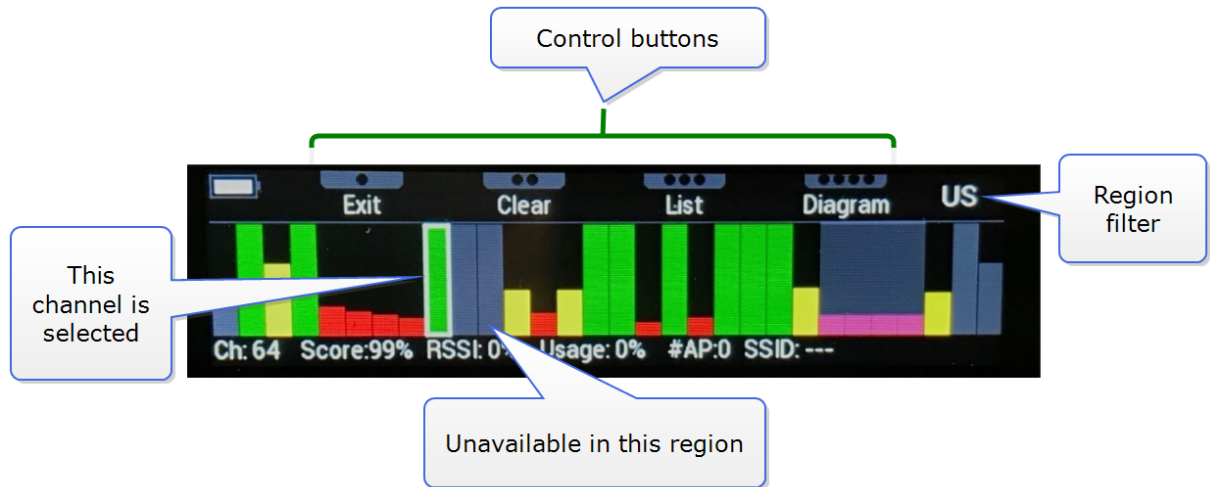 Control buttons
Exit Clear List Diagram US
Region
filter
This
channel is
selected
Ch: 64 Score:99% RSSI: 0% Usage: 0% #AP:0 SSID: ---
Unavailable in this region